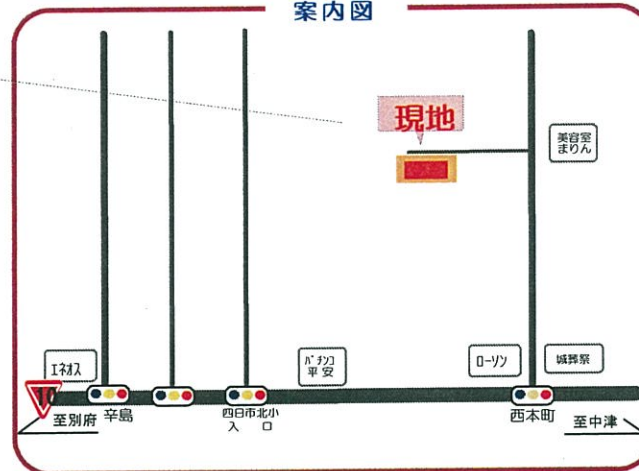 案内図
現地
美容室
まりん
エネオス
パチンコ
平安
ローソン
城葬祭
10
至別府
辛島
四日市北小
入 口
西本町
至中津